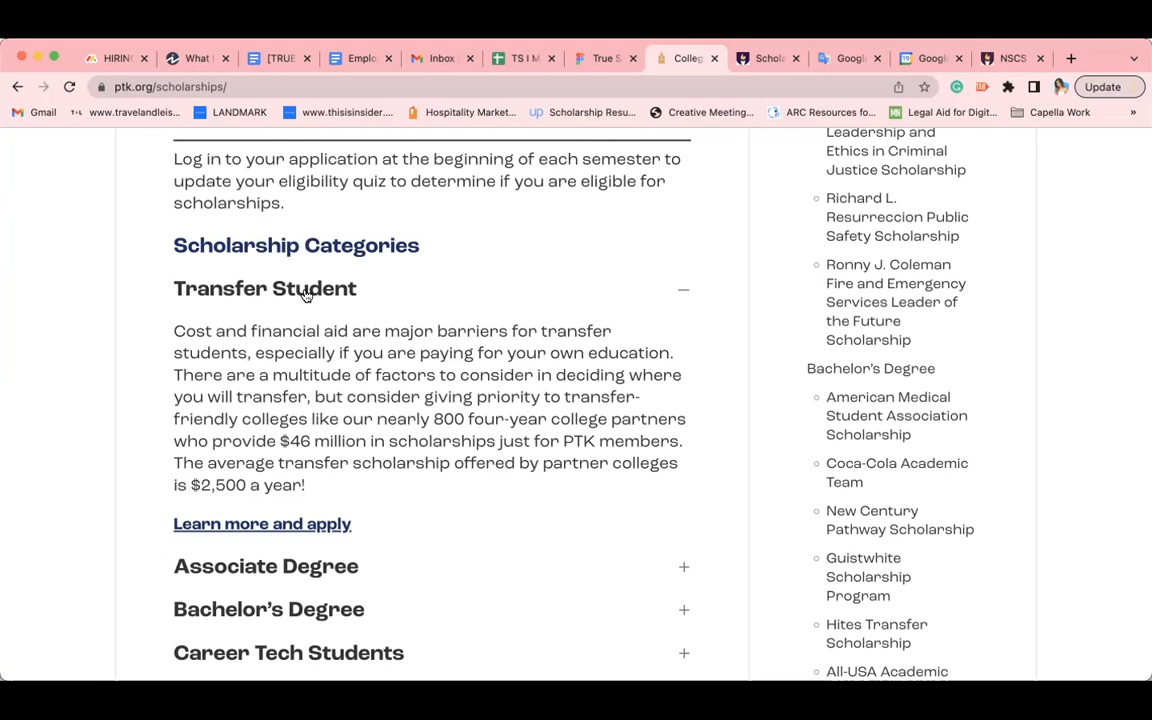 HIRING
What
[TRUE
Emplo
Inbox
TS I M
True S
Colleg
Schola
Googl
Googl
NSCS
ptk.org/scholarships/
Update
Gmail
www.travelandleis...
LANDMARK
www.thisisinsider....
Hospitality Market...
Scholarship Resu...
Creative Meeting...
ARC Resources fo...
Legal Aid for Digit...
Capella Work
»
Log in to your application at the beginning of each semester to
update your eligibility quiz to determine if you are eligible for
scholarships.
Scholarship Categories
Transfer Student
Cost and financial aid are major barriers for transfer
students, especially if you are paying for your own education.
There are a multitude of factors to consider in deciding where
you will transfer, but consider giving priority to transfer-
friendly colleges like our nearly 800 four-year college partners
who provide $46 million in scholarships just for PTK members.
The average transfer scholarship offered by partner colleges
is $2,500 a year!
Learn more and apply
Associate Degree
Bachelor's Degree
Career Tech Students
Leadership and
Ethics in Criminal
Justice Scholarship
Richard L.
Resurreccion Public
Safety Scholarship
Ronny J. Coleman
Fire and Emergency
Services Leader of
the Future
Scholarship
Bachelor's Degree
American Medical
Student Association
Scholarship
Coca-Cola Academic
Team
New Century
Pathway Scholarship
Guistwhite
Scholarship
Program
Hites Transfer
Scholarship
All-USA Academic